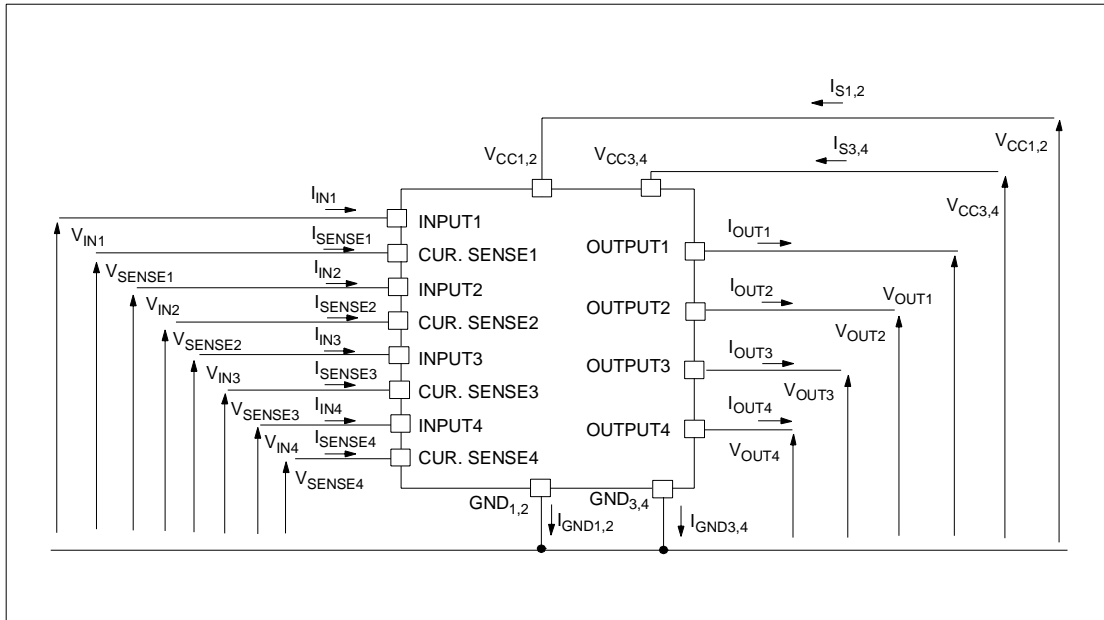 I_S1,2
I_S3,4
V_CC1,2
V_CC3,4
V_CC1,2
V_CC3,4
I_IN1
V_IN1
INPUT1
I_SENSE1
V_SENSE1
CUR. SENSE1
I_IN2
V_IN2
INPUT2
I_SENSE2
V_SENSE2
CUR. SENSE2
I_IN3
V_IN3
INPUT3
I_SENSE3
V_SENSE3
CUR. SENSE3
I_IN4
V_IN4
INPUT4
I_SENSE4
V_SENSE4
CUR. SENSE4
OUTPUT1
I_OUT1
V_OUT1
OUTPUT2
I_OUT2
V_OUT2
OUTPUT3
I_OUT3
V_OUT3
OUTPUT4
I_OUT4
V_OUT4
GND_1,2
GND_3,4
I_GND1,2
I_GND3,4